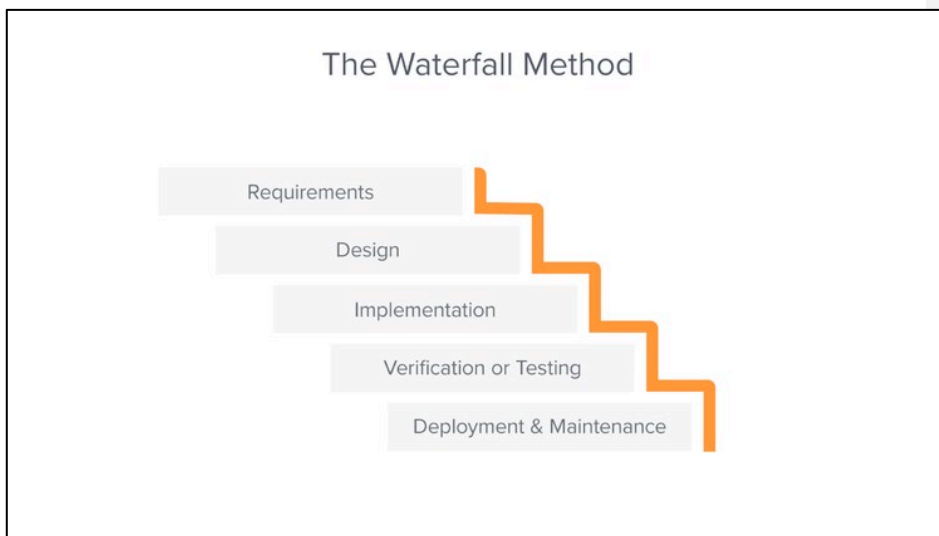 The Waterfall Method
Requirements
Design
Implementation
Verification or Testing
Deployment & Maintenance